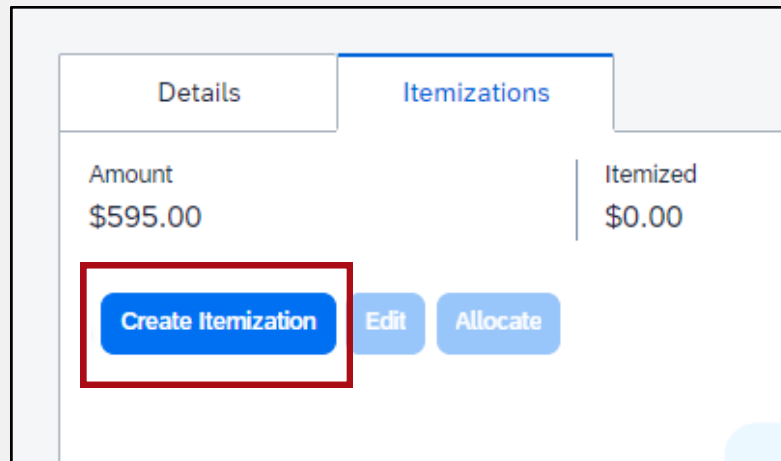 Details Itemizations
Amount Itemized
$595.00 $0.00
Create Itemization Edit Allocate